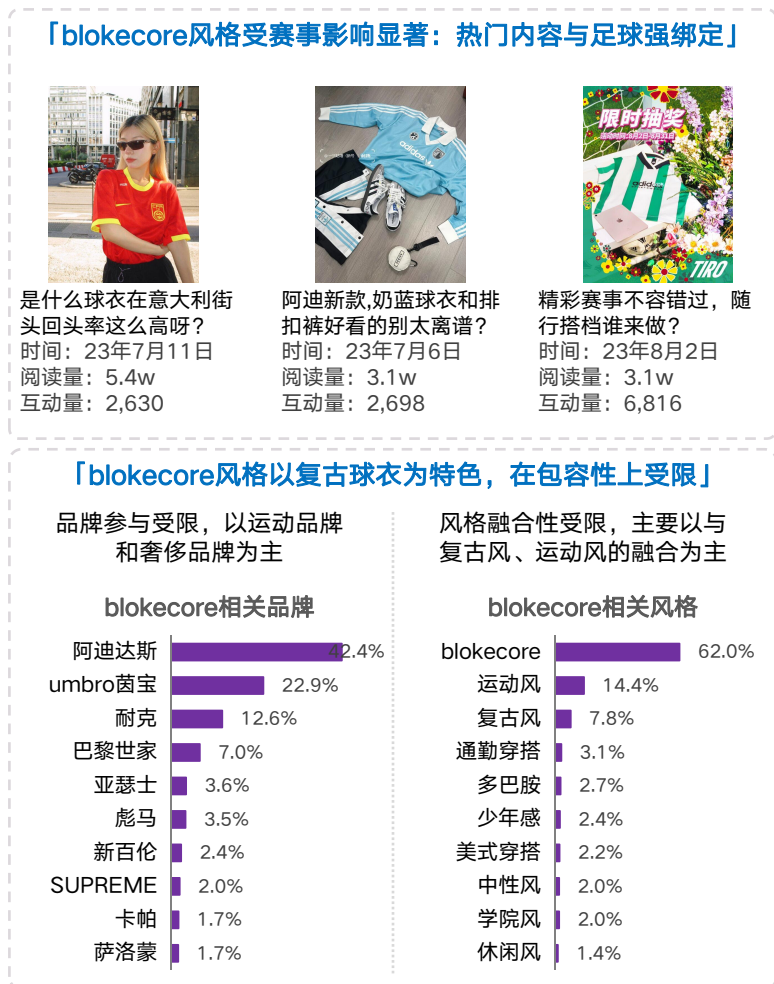 「blokecore风格受赛事影响显著：热门内容与足球强绑定」
限时抽奖
adidas
adidas
TIRO
是什么球衣在意大利街
头回头率这么高呀？
时间：23年7月11日
阅读量：5.4w
互动量：2,630
阿迪新款,奶蓝球衣和排
扣裤好看的别太离谱？
时间：23年7月6日
阅读量：3.1w
互动量：2,698
精彩赛事不容错过，随
行搭档谁来做？
时间：23年8月2日
阅读量：3.1w
互动量：6,816
「blokecore风格以复古球衣为特色，在包容性上受限」
品牌参与受限，以运动品牌
和奢侈品牌为主
blokecore相关品牌
阿迪达斯 42.4%
umbro茵宝 22.9%
耐克 12.6%
巴黎世家 7.0%
亚瑟士 3.6%
彪马 3.5%
新百伦 2.4%
SUPREME 2.0%
卡帕 1.7%
萨洛蒙 1.7%
风格融合性受限，主要以与
复古风、运动风的融合为主
blokecore相关风格
blokecore 62.0%
运动风 14.4%
复古风 7.8%
通勤穿搭 3.1%
多巴胺 2.7%
少年感 2.4%
美式穿搭 2.2%
中性风 2.0%
学院风 2.0%
休闲风 1.4%